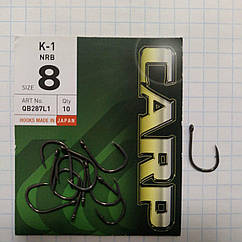 K-1
NRB
SIZE 8
ART No. Qty
QB287L1 10
HOOKS MADE IN JAPAN
CARP